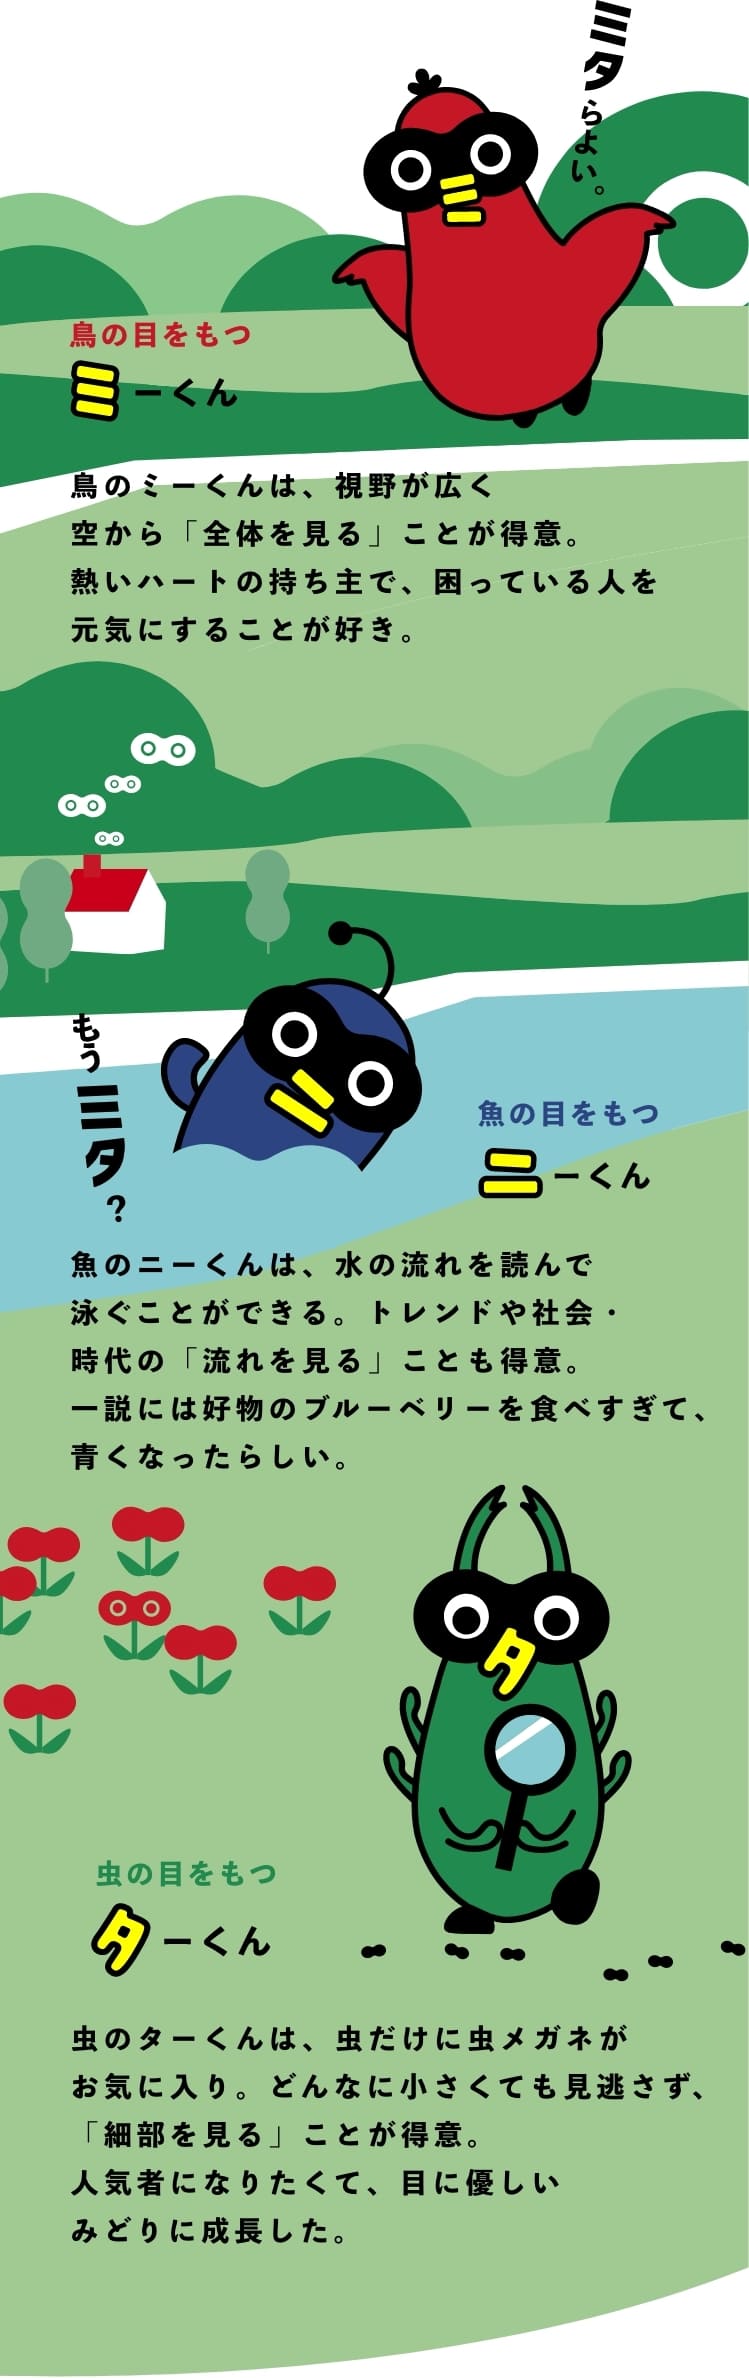 ミタらよい。
鳥の目をもつ
ミーくん
鳥のミーくんは、視野が広く
空から「全体を見る」ことが得意。
熱いハートの持ち主で、困っている人を
元気にすることが好き。
もうミタ?
魚の目をもつ
ニーくん
魚のニーくんは、水の流れを読んで
泳ぐことができる。トレンドや社会・
時代の「流れを見る」ことも得意。
一説には好物のブルーベリーを食べすぎて、
青くなったらしい。
虫の目をもつ
ターくん
虫のターくんは、虫だけに虫メガネが
お気に入り。どんなに小さくても見逃さず、
「細部を見る」ことが得意。
人気者になりたくて、目に優しい
みどりに成長した。